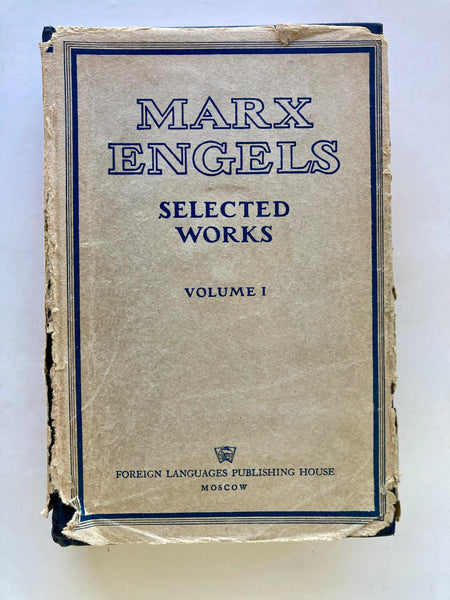 MARX
ENGELS
SELECTED
WORKS
VOLUME I
FOREIGN LANGUAGES PUBLISHING HOUSE
MOSCOW